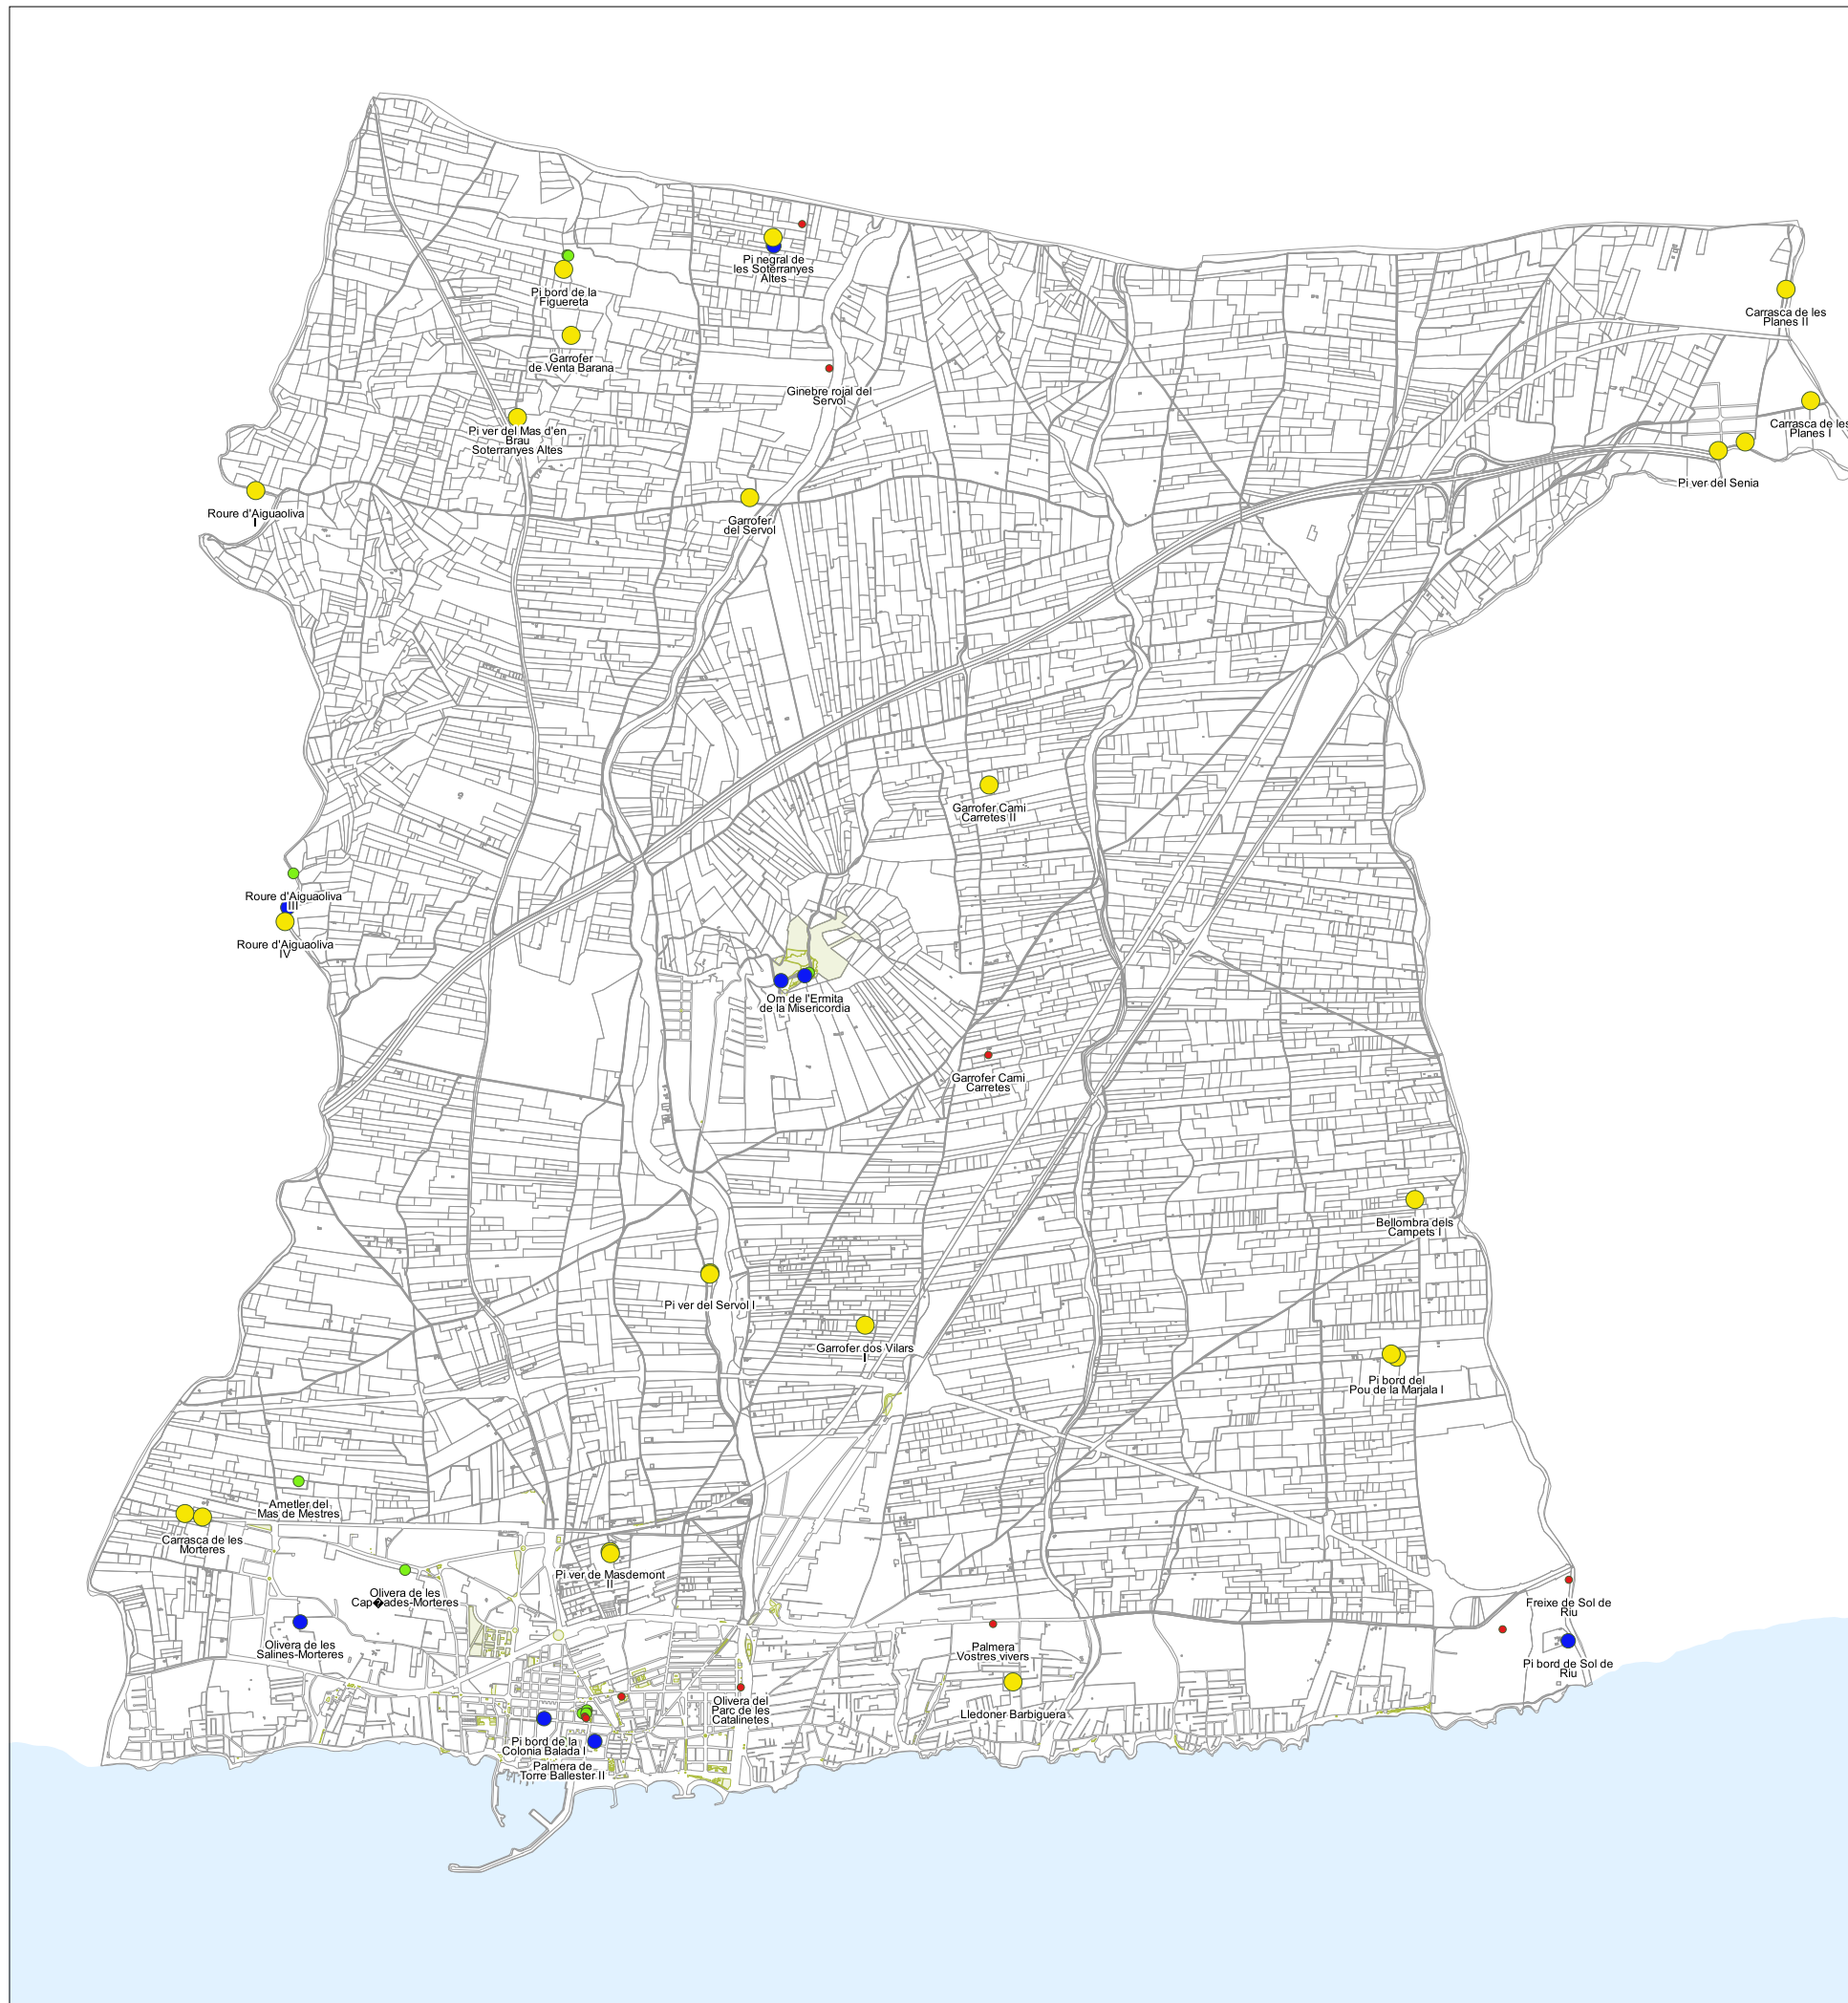 Pi negral de
les Soterranyes
Altes
Pi bord de la
Figuereta
Carrasca de les
Planes II
Garrofer
de Venta Barana
Ginebre rojal del
Servol
Pi ver del Mas d'en
Brau
Soterranyes Altes
Carrasca de les
Planes I
Pi ver del Senia
Roure d'Aiguaoliva
I
Garrofer
del Servol
Garrofer Cami
Carretes II
Roure d'Aiguaoliva
III
Roure d'Aiguaoliva
IV
Om de l'Ermita
de la Misericordia
Garrofer Cami
Carretes
Bellombra dels
Campets I
Pi ver del Servol I
Garrofer dos Vilars
I
Pi bord del
Pou de la Marjala I
Ametler del
Mas de Mestres
Carrasca de les
Morteres
Pi ver de Masdemont
II
Olivera de les
Cap�ades-Morteres
Freixe de Sol de
Riu
Olivera de les
Salines-Morteres
Palmera
Vostres vivers
Pi bord de Sol de
Riu
Olivera del
Parc de les
Catalinetes
Lledoner Barbiguera
Pi bord de la
Colonia Balada I
Palmera de
Torre Ballester II